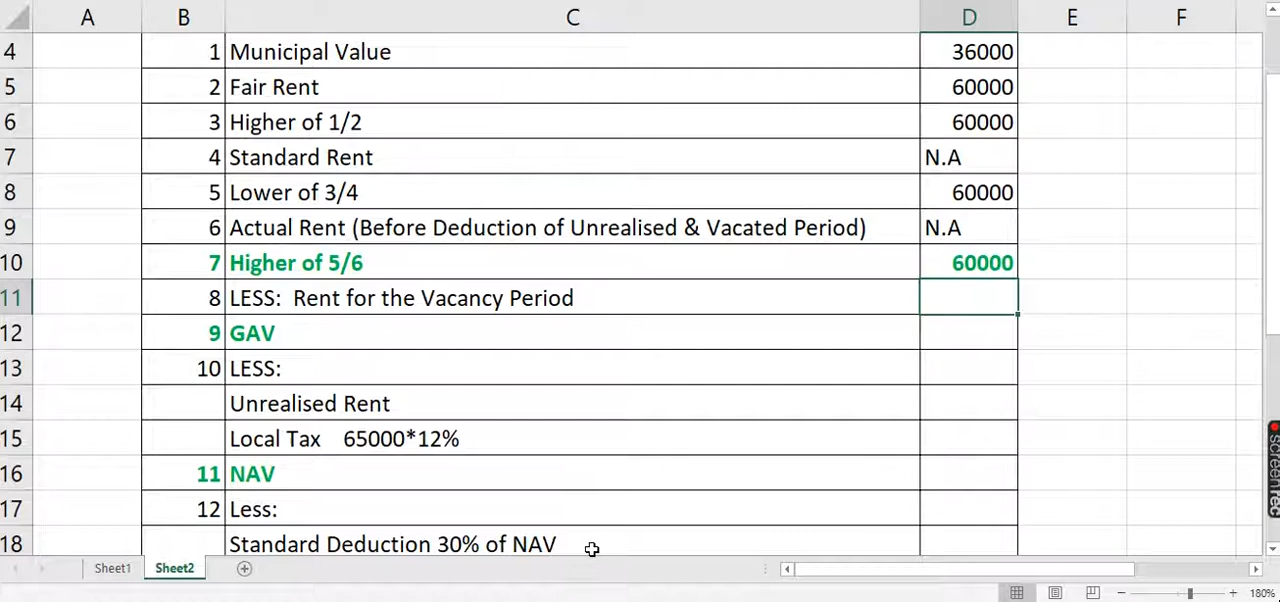 A B C D E F
4 1 Municipal Value 36000
5 2 Fair Rent 60000
6 3 Higher of 1/2 60000
7 4 Standard Rent N.A
8 5 Lower of 3/4 60000
9 6 Actual Rent (Before Deduction of Unrealised & Vacated Period) N.A
10 7 Higher of 5/6 60000
11 8 LESS: Rent for the Vacancy Period
12 9 GAV
13 10 LESS:
14 Unrealised Rent
15 Local Tax 65000*12%
16 11 NAV
17 12 Less:
18 Standard Deduction 30% of NAV
Sheet1 Sheet2
180%
screenrec